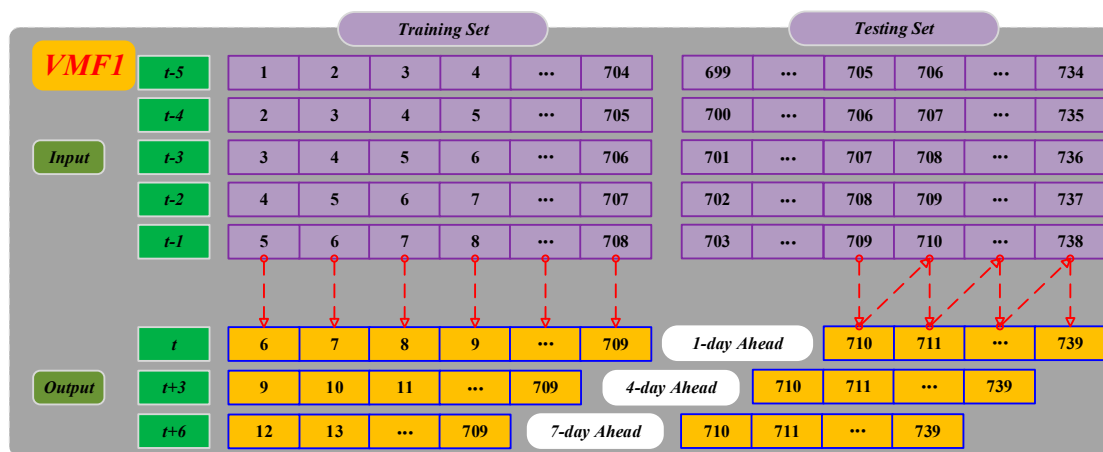 Training Set Testing Set
VMF1 t-5 1 2 3 4 ... 704 699 ... 705 706 ... 734
t-4 2 3 4 5 ... 705 700 ... 706 707 ... 735
Input t-3 3 4 5 6 ... 706 701 ... 707 708 ... 736
t-2 4 5 6 7 ... 707 702 ... 708 709 ... 737
t-1 5 6 7 8 ... 708 703 ... 709 710 ... 738
t 6 7 8 9 ... 709 1-day Ahead 710 711 ... 739
Output t+3 9 10 11 ... 709 4-day Ahead 710 711 ... 739
t+6 12 13 ... 709 7-day Ahead 710 711 ... 739